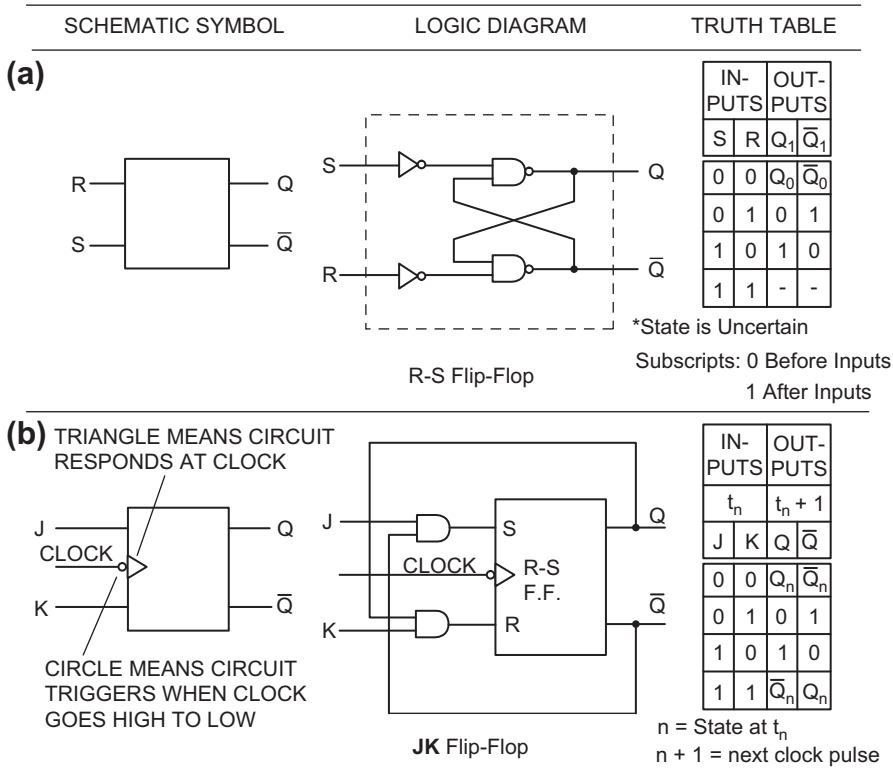 SCHEMATIC SYMBOL LOGIC DIAGRAM TRUTH TABLE
(a)
R
S
Q
Q̅
S
R
Q
Q̅
R-S Flip-Flop
IN-PUTS OUT-PUTS
S R Q₁ Q̅₁
0 0 Q₀ Q̅₀
0 1 0 1
1 0 1 0
1 1 - -
*State is Uncertain
Subscripts: 0 Before Inputs
1 After Inputs
(b)
TRIANGLE MEANS CIRCUIT
RESPONDS AT CLOCK
J
CLOCK
K
Q
Q̅
CIRCLE MEANS CIRCUIT
TRIGGERS WHEN CLOCK
GOES HIGH TO LOW
J
CLOCK
K
S
R-S
F.F.
R
Q
Q̅
JK Flip-Flop
IN-PUTS OUT-PUTS
tₙ tₙ + 1
J K Q Q̅
0 0 Qₙ Q̅ₙ
0 1 0 1
1 0 1 0
1 1 Q̅ₙ Qₙ
n = State at tₙ
n + 1 = next clock pulse